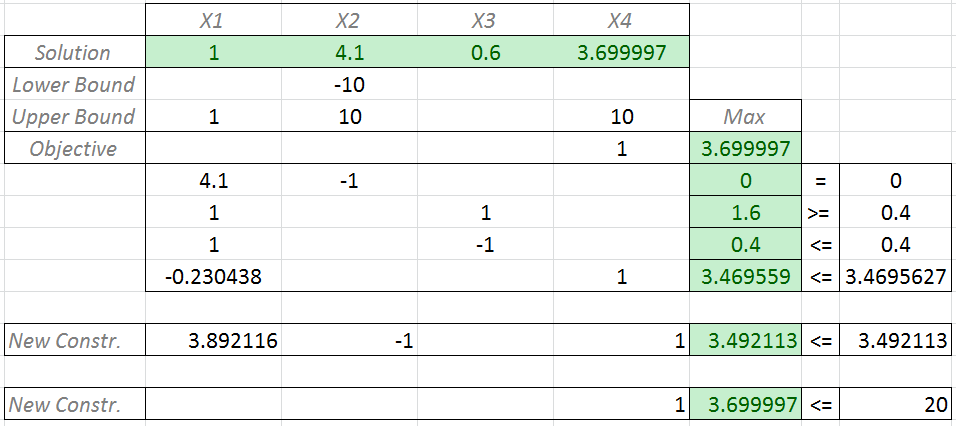 X1 X2 X3 X4
Solution 1 4.1 0.6 3.699997
Lower Bound -10
Upper Bound 1 10 10 Max
Objective 1 3.699997
4.1 -1 0 = 0
1 1 1.6 >= 0.4
1 -1 0.4 <= 0.4
-0.230438 1 3.469559 <= 3.4695627
New Constr. 3.892116 -1 1 3.492113 <= 3.492113
New Constr. 1 3.699997 <= 20